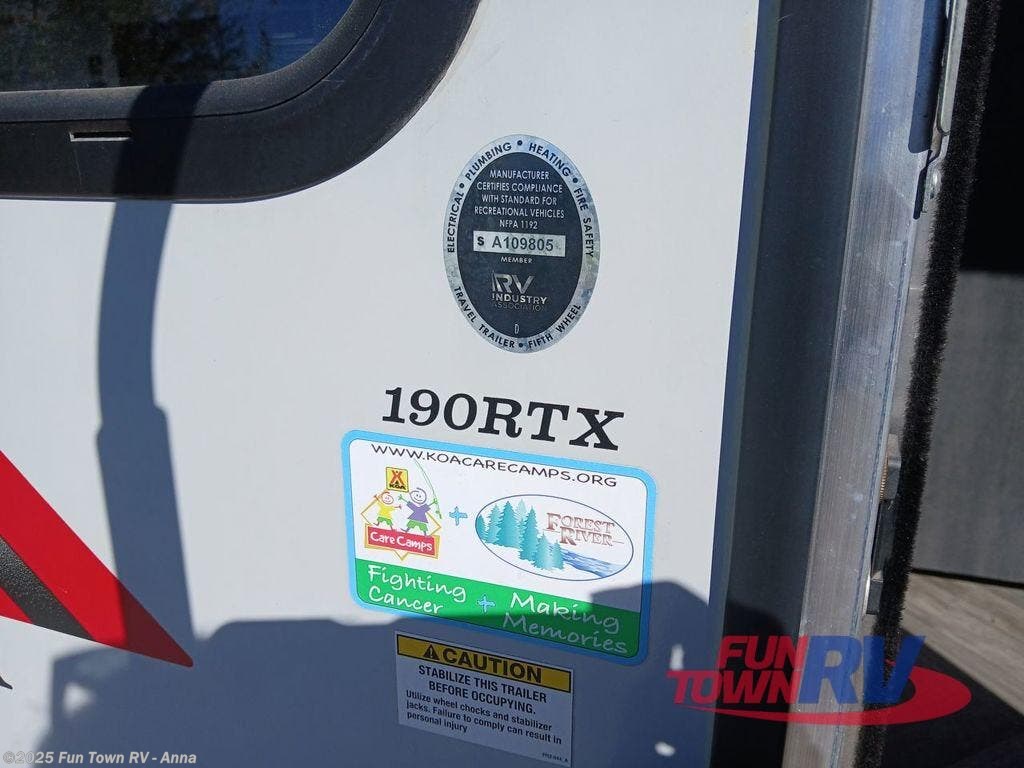 ELECTRICAL • PLUMBING • HEATING • FIRE SAFETY
MANUFACTURER
CERTIFIES COMPLIANCE
WITH STANDARD FOR
RECREATIONAL VEHICLES
NFPA 1192
S A109805
MEMBER
RV
INDUSTRY
ASSOCIATION
D
TRAVEL TRAILER • FIFTH WHEEL
190RTX
WWW.KOACARECAMPS.ORG
KOA
Care Camps
+
FOREST
RIVER
Fighting
Cancer
+ Making
Memories
CAUTION
STABILIZE THIS TRAILER
BEFORE OCCUPYING.
Utilize wheel chocks and stabilizer
jacks. Failure to comply can result in
personal injury
FUN
TOWN
RV
©2025 Fun Town RV - Anna